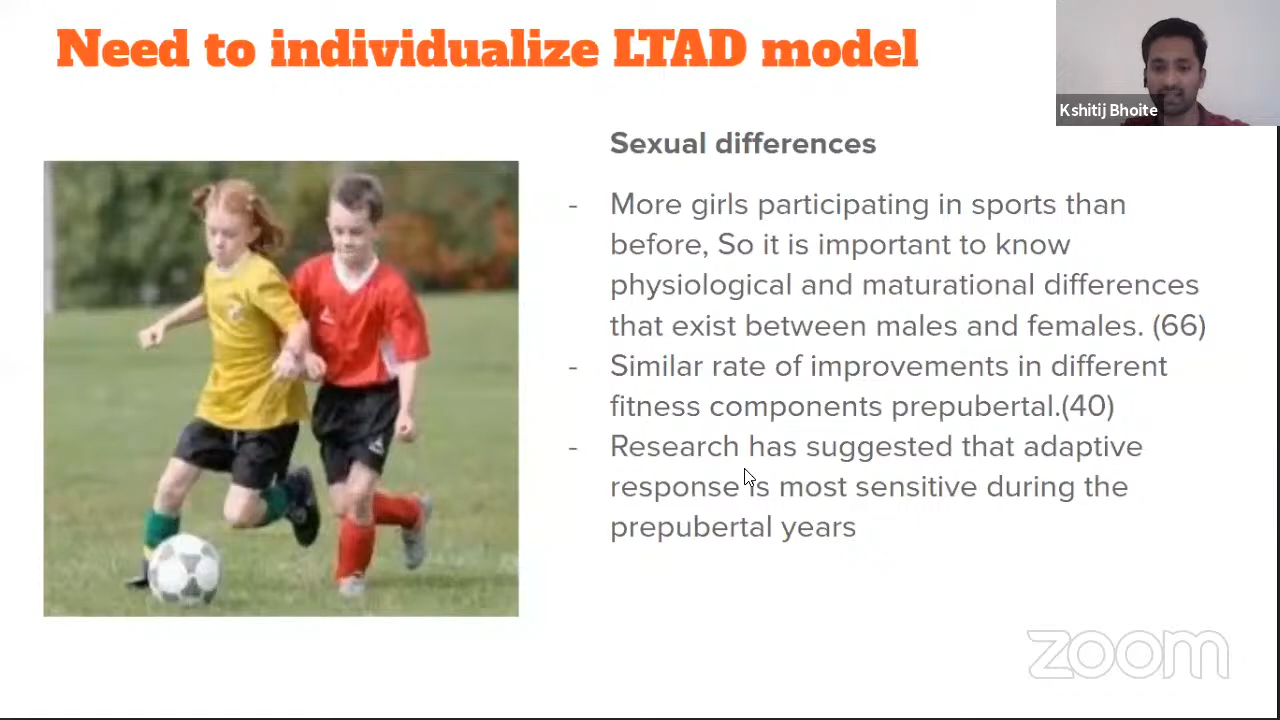 Need to individualize LTAD model
Kshitij Bhoite
Sexual differences
- More girls participating in sports than
before, So it is important to know
physiological and maturational differences
that exist between males and females. (66)
- Similar rate of improvements in different
fitness components prepubertal.(40)
- Research has suggested that adaptive
response is most sensitive during the
prepubertal years
zoom